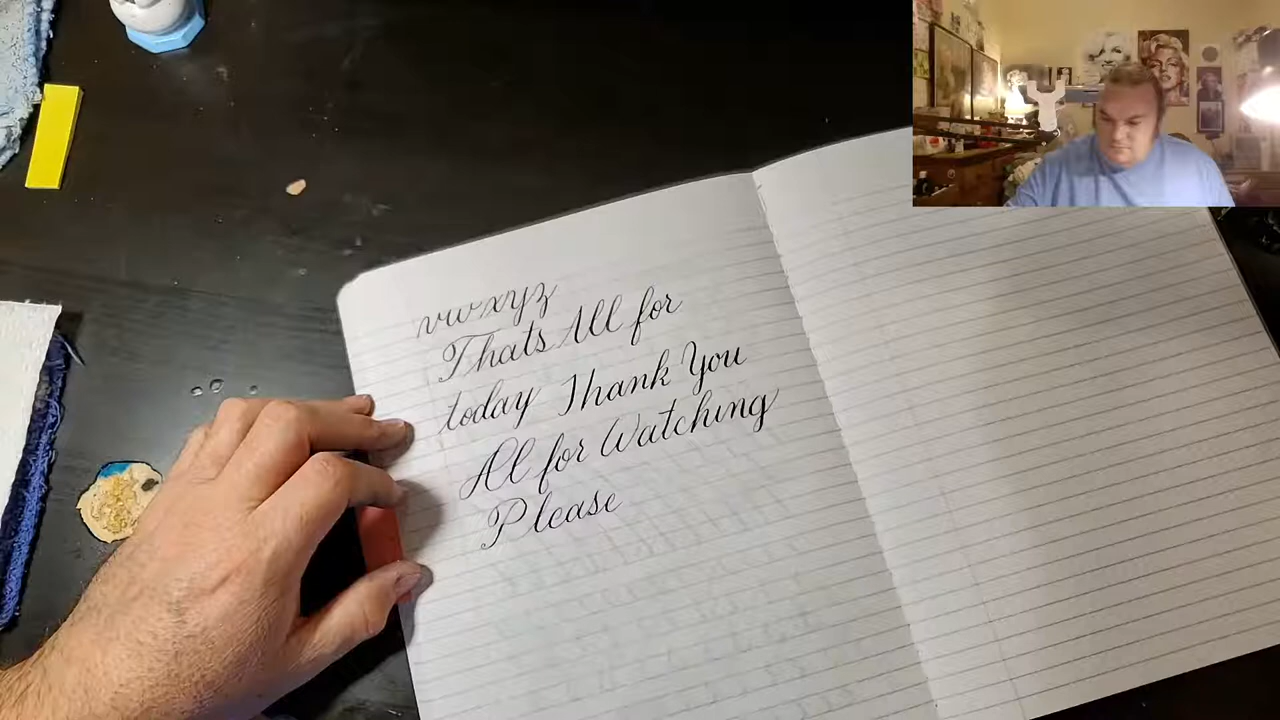 vwxyz
Thats All for
today Thank You
All for Watching
Please